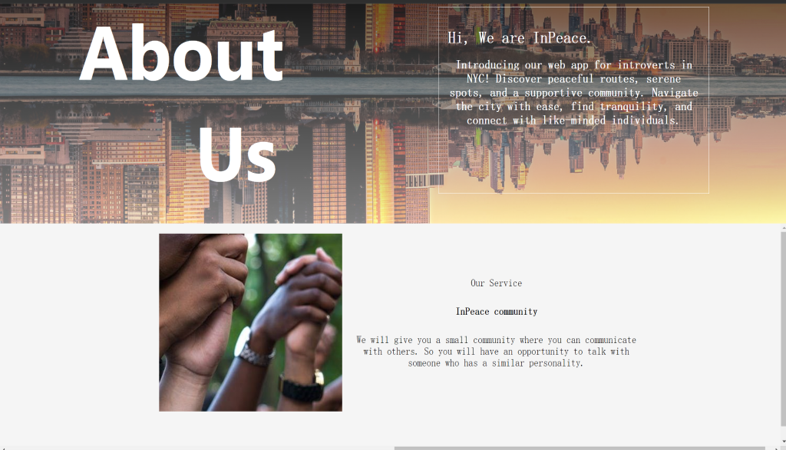 About
Us
Hi, We are InPeace.
Introducing our web app for introverts in
NYC! Discover peaceful routes, serene
spots, and a supportive community. Navigate
the city with ease, find tranquility, and
connect with like-minded individuals.
Our Service
InPeace community
We will give you a small community where you can communicate
with others. So you will have an opportunity to talk with
someone who has a similar personality.